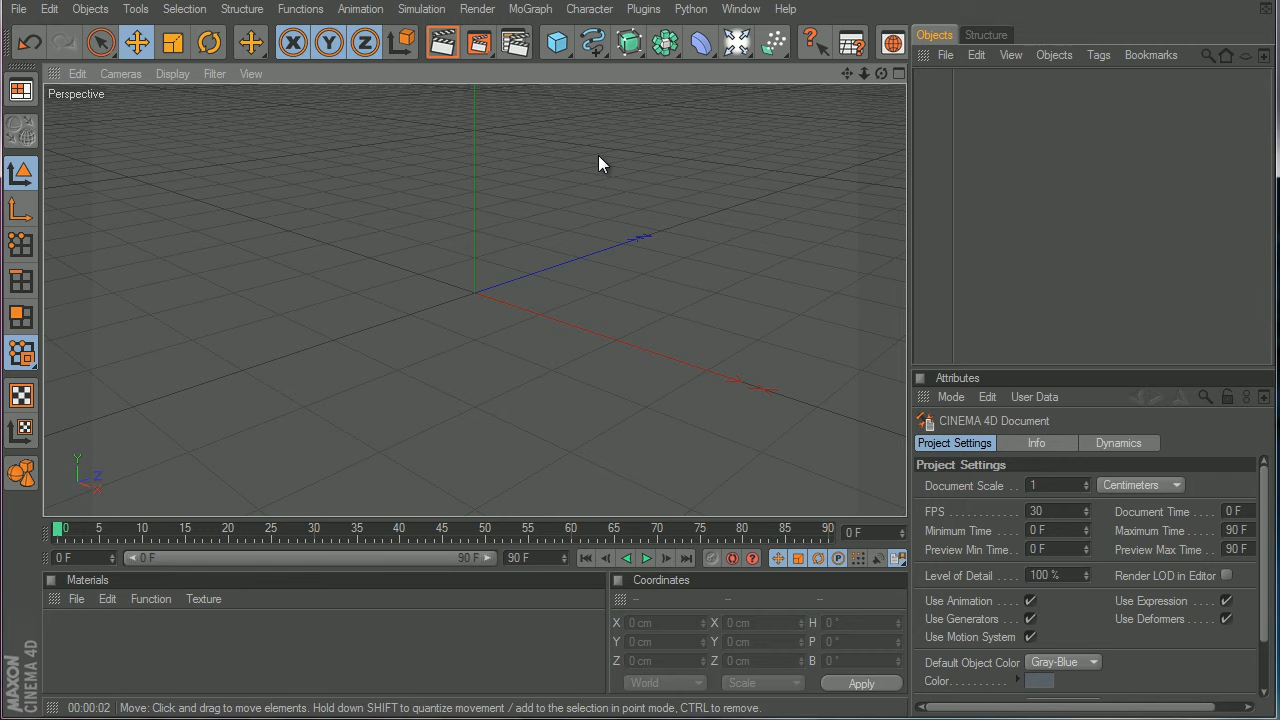 File Edit Objects Tools Selection Structure Functions Animation Simulation Render MoGraph Character Plugins Python Window Help
X Y Z
Objects Structure
File Edit View Objects Tags Bookmarks
Edit Cameras Display Filter View
Perspective
Y
Z
X
Attributes
Mode Edit User Data
CINEMA 4D Document
Project Settings Info Dynamics
Project Settings
Document Scale . . 1 Centimeters
FPS . . . . . . . . . . . . 30 Document Time . 0 F
Minimum Time . . . 0 F Maximum Time . 90 F
Preview Min Time . . 0 F Preview Max Time 90 F
Level of Detail . . . . 100 % Render LOD in Editor
Use Animation . . . . Use Expression . . . .
Use Generators . . . Use Deformers . . .
Use Motion System
Default Object Color Gray-Blue
Color. . . . . . . . . .
0 5 10 15 20 25 30 35 40 45 50 55 60 65 70 75 80 85 90 0 F
0 F 0 F 90 F 90 F
P
Materials
File Edit Function Texture
Coordinates
-- -- --
X 0 cm X 0 cm H 0 °
Y 0 cm Y 0 cm P 0 °
Z 0 cm Z 0 cm B 0 °
World Scale Apply
MAXON
CINEMA 4D
00:00:02 Move: Click and drag to move elements. Hold down SHIFT to quantize movement / add to the selection in point mode, CTRL to remove.